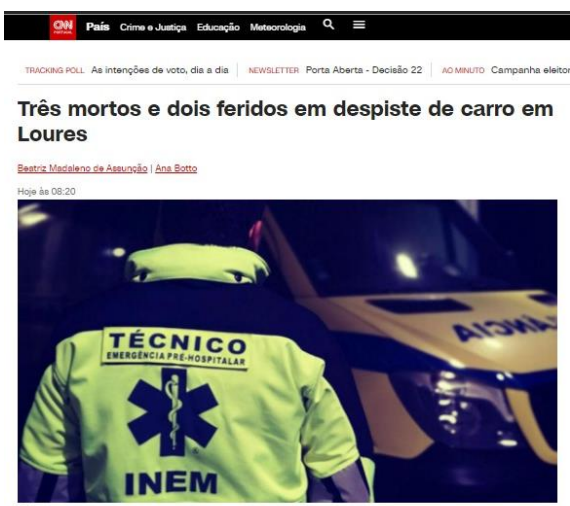 CNN
PORTUGAL
País Crime e Justiça Educação Meteorologia
TRACKING POLL As intenções de voto, dia a dia NEWSLETTER Porta Aberta - Decisão 22 AO MINUTO Campanha eleitor
Três mortos e dois feridos em despiste de carro em
Loures
Beatriz Madaleno de Assunção | Ana Botto
Hoje às 08:20
TÉCNICO
EMERGÊNCIA PRÉ-HOSPITALAR
INEM